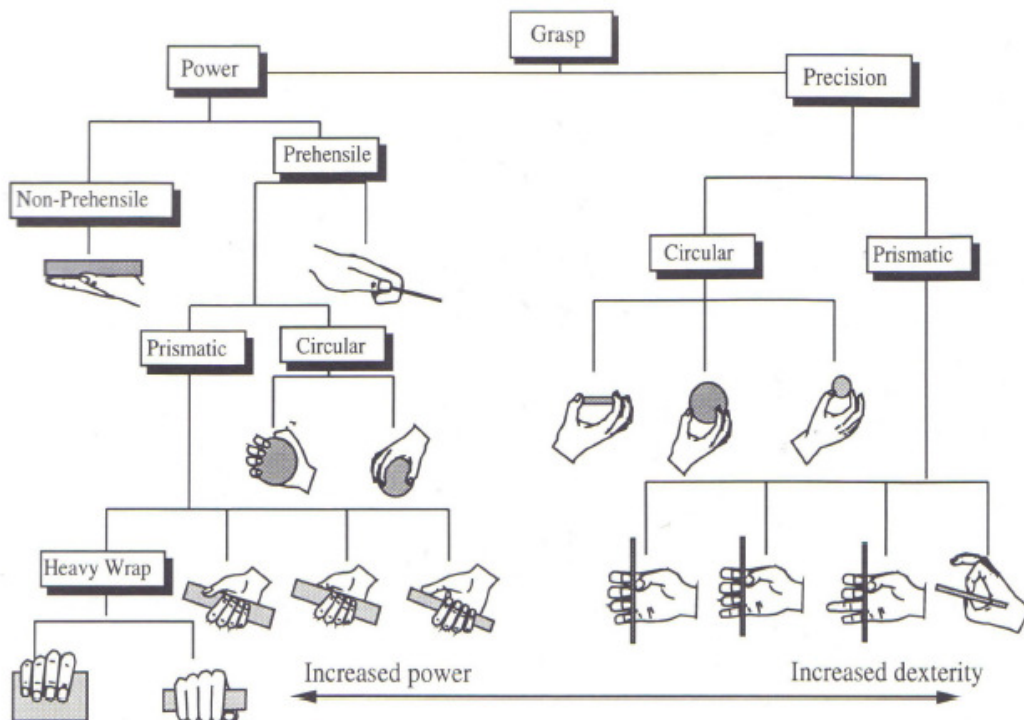 Grasp
Power
Precision
Prehensile
Non-Prehensile
Circular
Prismatic
Prismatic
Circular
Heavy Wrap
Increased power
Increased dexterity